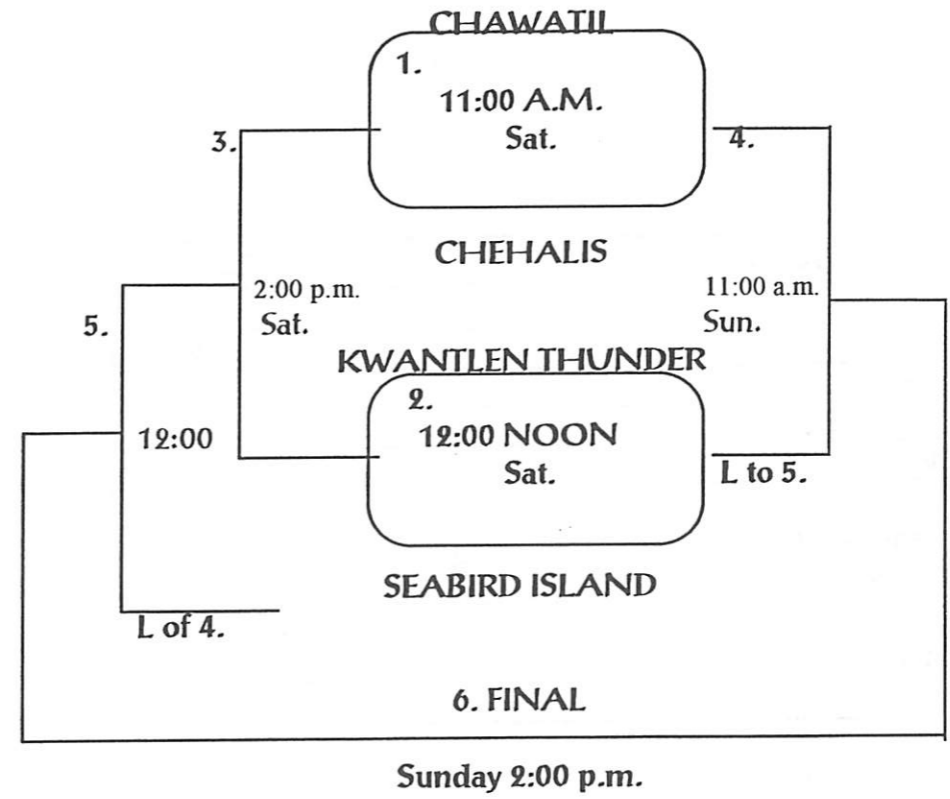 CHAWATIL
1.
11:00 A.M.
Sat.
3.
4.
CHEHALIS
2:00 p.m.
Sat.
11:00 a.m.
Sun.
5.
KWANTLEN THUNDER
2.
12:00 NOON
Sat.
12:00
L to 5.
SEABIRD ISLAND
L of 4.
6. FINAL
Sunday 2:00 p.m.